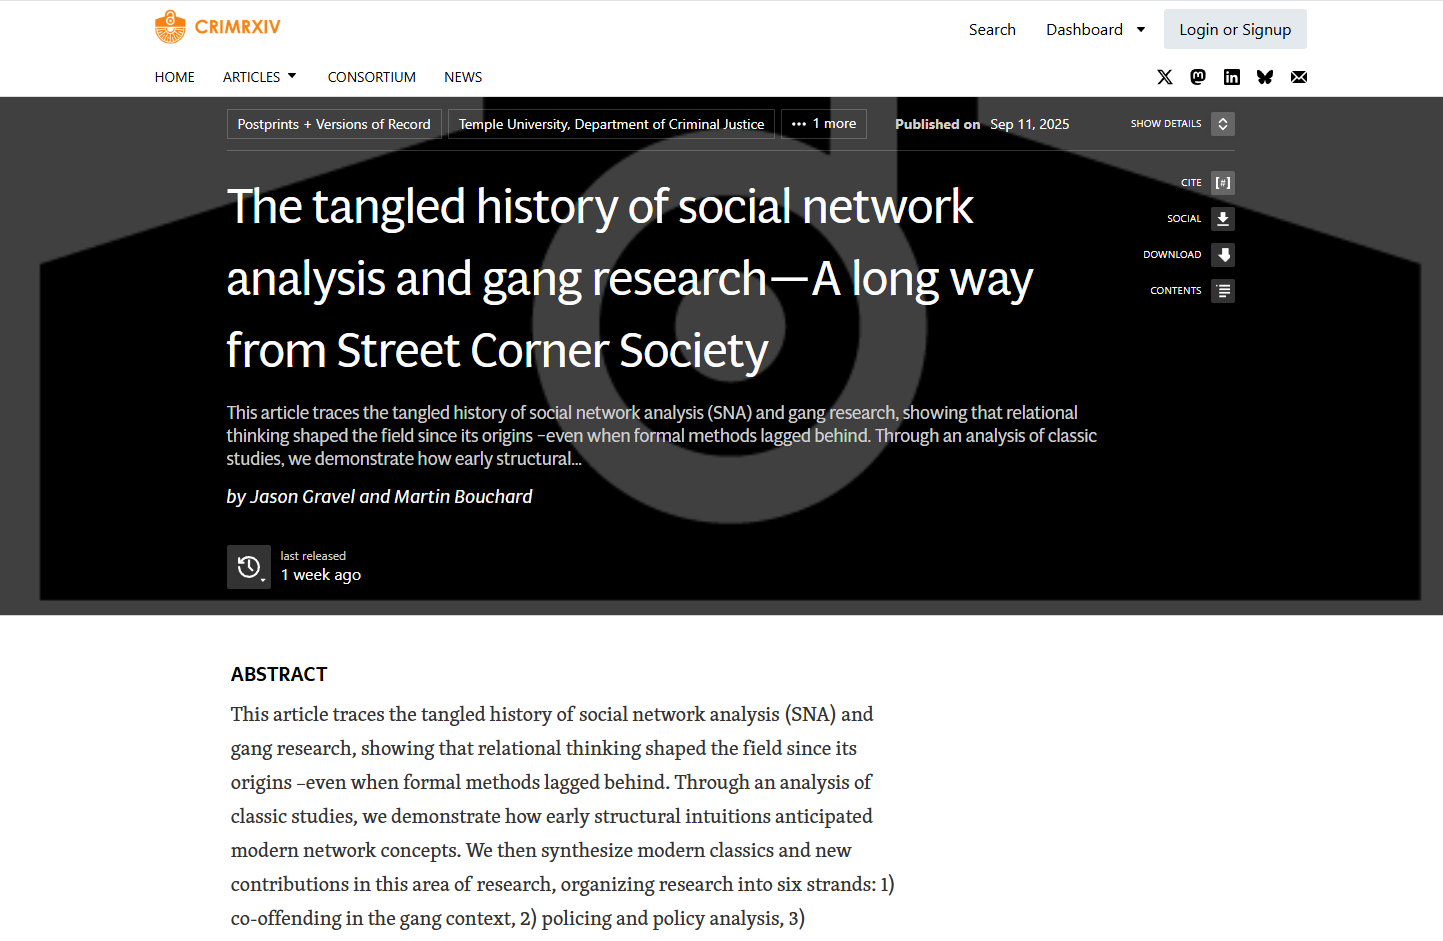 CRIMRXIV
Search Dashboard Login or Signup
HOME ARTICLES CONSORTIUM NEWS
Postprints + Versions of Record Temple University, Department of Criminal Justice ••• 1 more Published on Sep 11, 2025 SHOW DETAILS
The tangled history of social network
analysis and gang research—A long way
from Street Corner Society
CITE
SOCIAL
DOWNLOAD
CONTENTS
This article traces the tangled history of social network analysis (SNA) and gang research, showing that relational
thinking shaped the field since its origins –even when formal methods lagged behind. Through an analysis of classic
studies, we demonstrate how early structural...
by Jason Gravel and Martin Bouchard
last released
1 week ago
ABSTRACT
This article traces the tangled history of social network analysis (SNA) and
gang research, showing that relational thinking shaped the field since its
origins –even when formal methods lagged behind. Through an analysis of
classic studies, we demonstrate how early structural intuitions anticipated
modern network concepts. We then synthesize modern classics and new
contributions in this area of research, organizing research into six strands: 1)
co-offending in the gang context, 2) policing and policy analysis, 3)